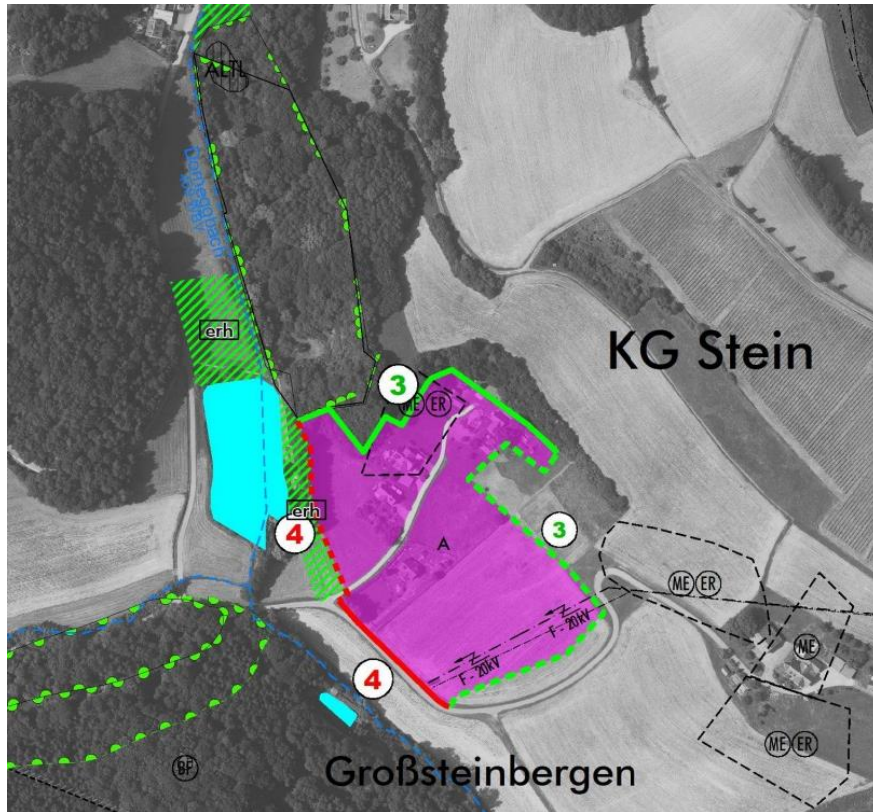 ALTL
erh
KG Stein
3
ME ER
erh
4
3
A
ME ER
F - 20kV
F - 20kV
ME
4
ME ER
BF
Großsteinbergen